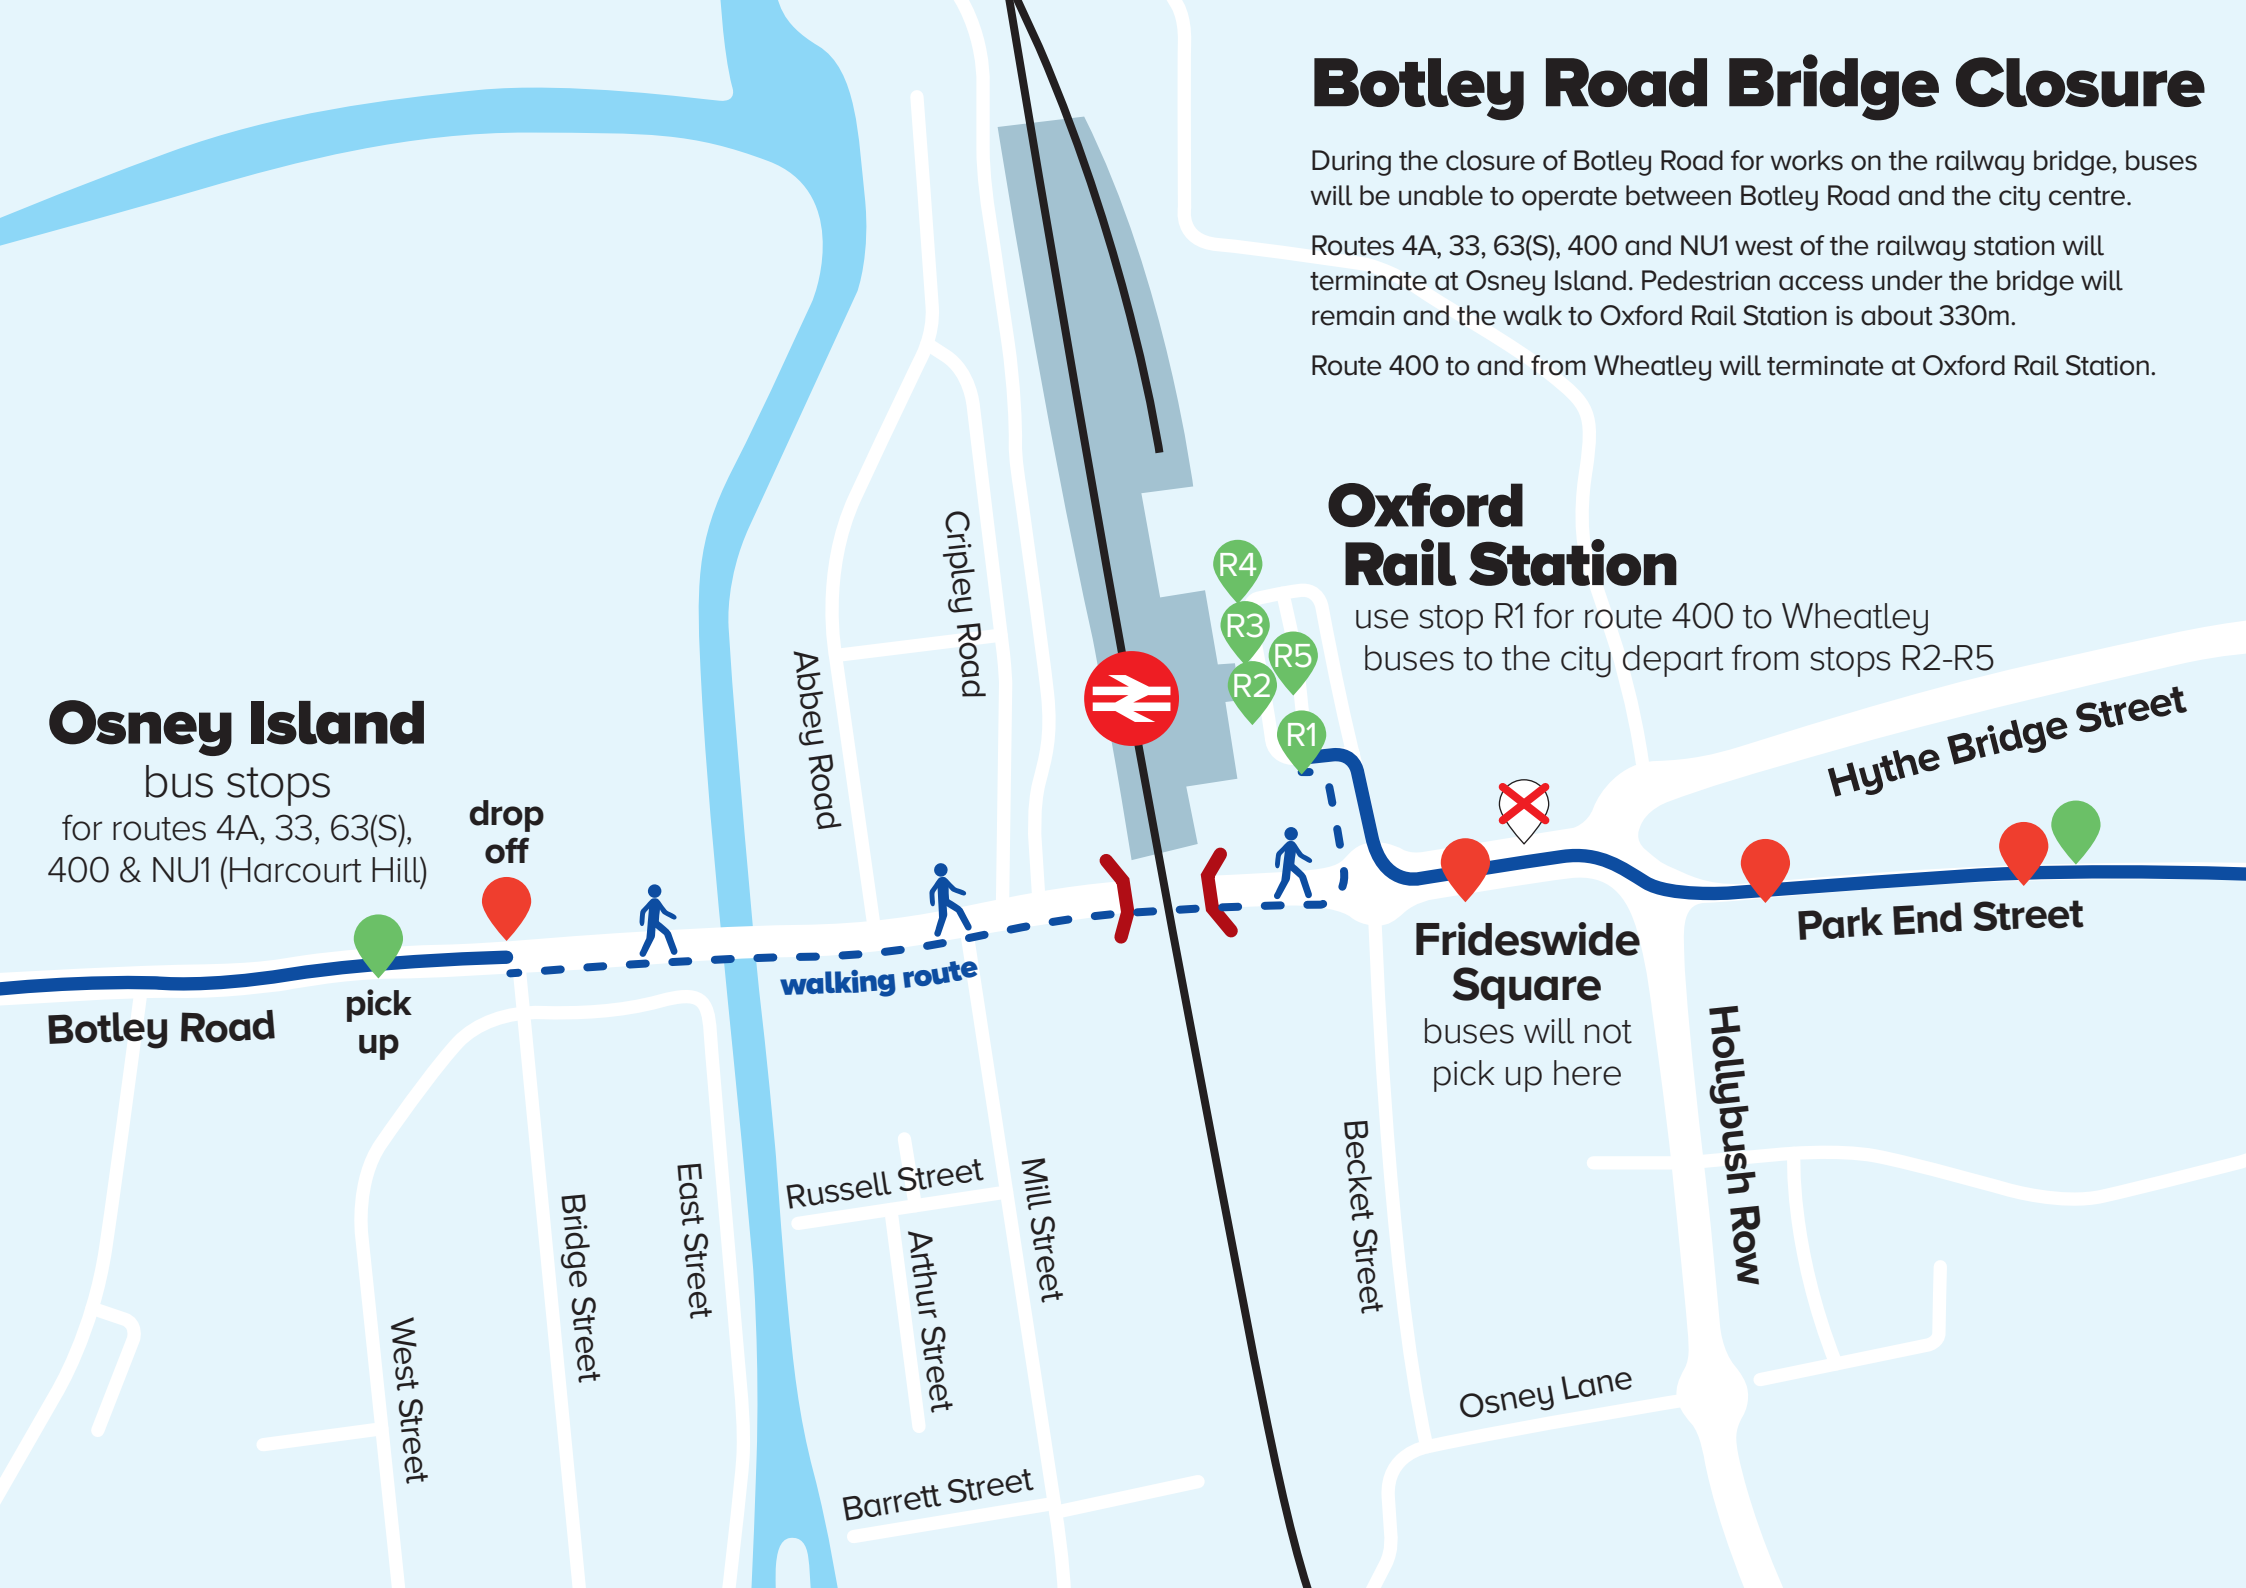 Botley Road Bridge Closure
During the closure of Botley Road for works on the railway bridge, buses
will be unable to operate between Botley Road and the city centre.
Routes 4A, 33, 63(S), 400 and NU1 west of the railway station will
terminate at Osney Island. Pedestrian access under the bridge will
remain and the walk to Oxford Rail Station is about 330m.
Route 400 to and from Wheatley will terminate at Oxford Rail Station.
Oxford
Rail Station
use stop R1 for route 400 to Wheatley
buses to the city depart from stops R2-R5
R4
R3
R5
R2
R1
Cripley Road
Abbey Road
Osney Island
bus stops
for routes 4A, 33, 63(S),
400 & NU1 (Harcourt Hill)
drop
off
pick
up
Botley Road
walking route
Hythe Bridge Street
Park End Street
Frideswide
Square
buses will not
pick up here
Hollybush Row
Becket Street
Russell Street
Mill Street
East Street
Bridge Street
Arthur Street
West Street
Osney Lane
Barrett Street